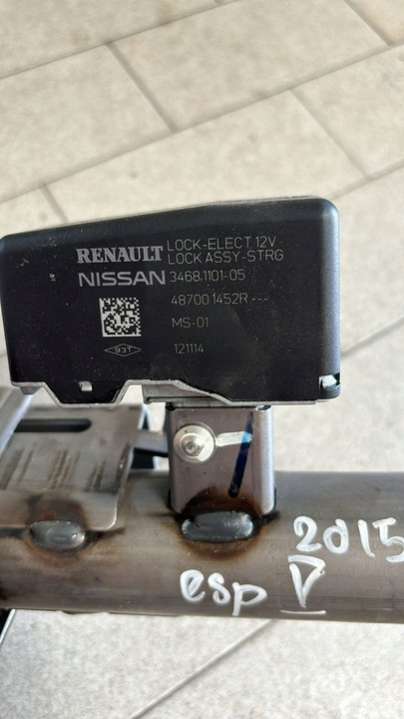 RENAULT LOCK-ELECT 12V
LOCK ASSY-STRG
NISSAN 3468.1101-05
48700 1452R ---
MS-01
121114
2015
esp V